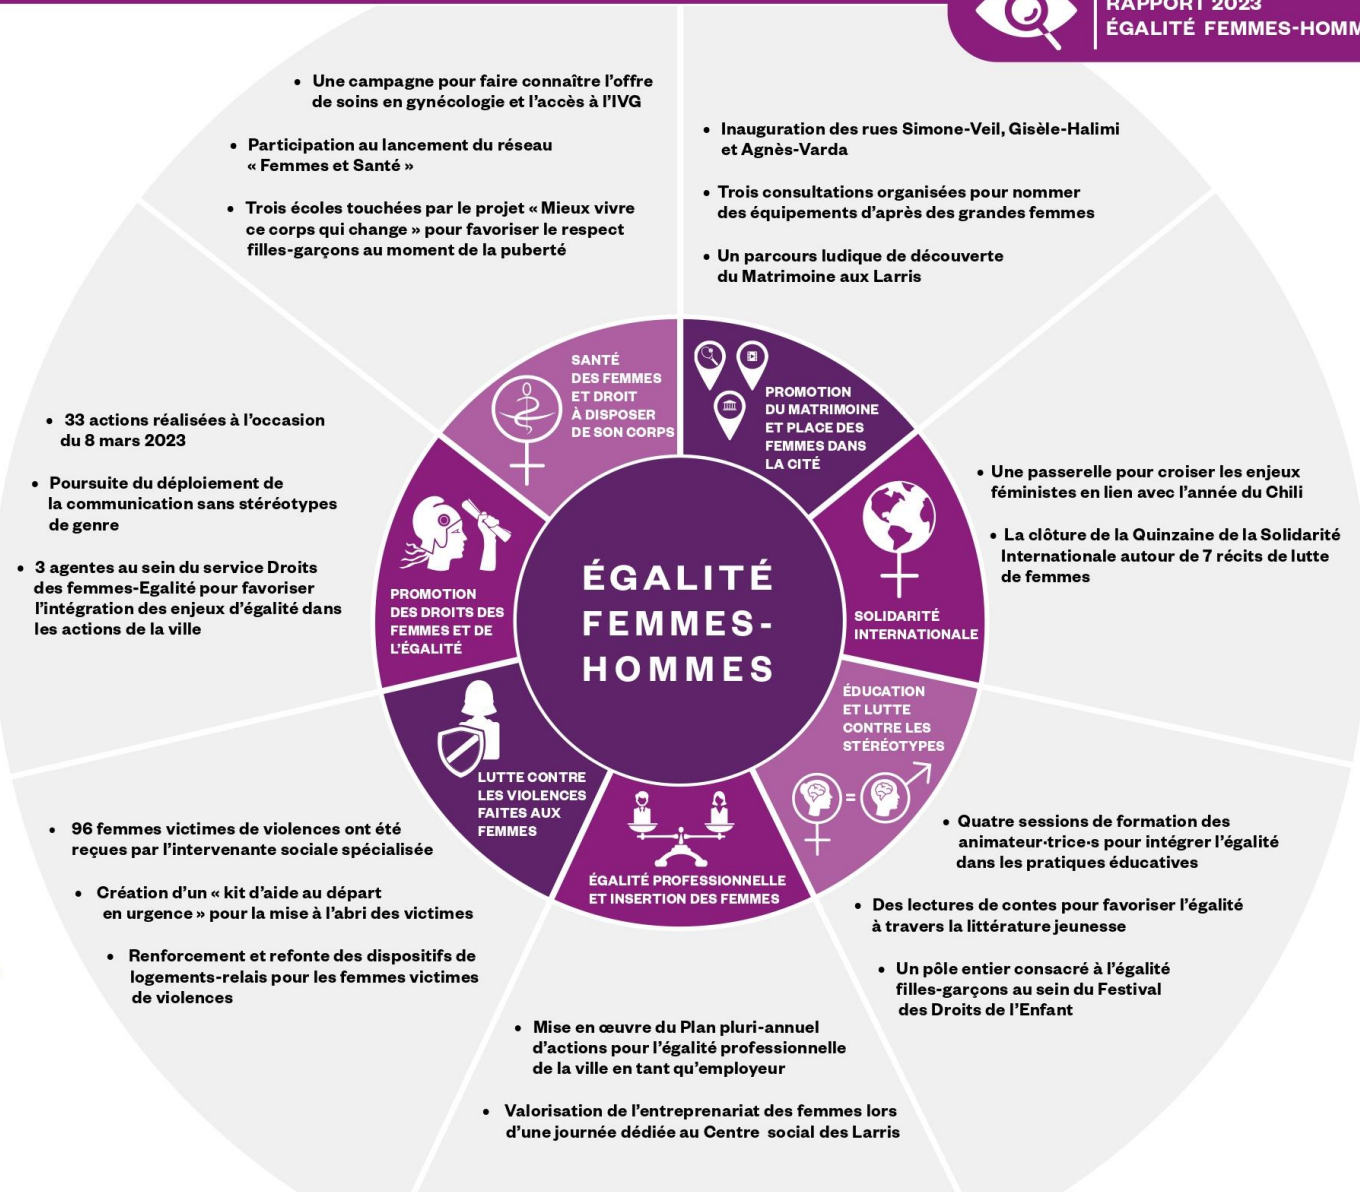 RAPPORT 2023
ÉGALITÉ FEMMES-HOMM
• Une campagne pour faire connaître l'offre
de soins en gynécologie et l'accès à l'IVG
• Participation au lancement du réseau
« Femmes et Santé »
• Trois écoles touchées par le projet « Mieux vivre
ce corps qui change » pour favoriser le respect
filles-garçons au moment de la puberté
• Inauguration des rues Simone-Veil, Gisèle-Halimi
et Agnès-Varda
• Trois consultations organisées pour nommer
des équipements d'après des grandes femmes
• Un parcours ludique de découverte
du Matrimoine aux Larris
SANTÉ
DES FEMMES
ET DROIT
À DISPOSER
DE SON CORPS
PROMOTION
DU MATRIMOINE
ET PLACE DES
FEMMES DANS
LA CITÉ
• 33 actions réalisées à l'occasion
du 8 mars 2023
• Poursuite du déploiement de
la communication sans stéréotypes
de genre
• 3 agentes au sein du service Droits
des femmes-Egalité pour favoriser
l'intégration des enjeux d'égalité dans
les actions de la ville
PROMOTION
DES DROITS DES
FEMMES ET DE
L'ÉGALITÉ
ÉGALITÉ
FEMMES-
HOMMES
SOLIDARITÉ
INTERNATIONALE
• Une passerelle pour croiser les enjeux
féministes en lien avec l'année du Chili
• La clôture de la Quinzaine de la Solidarité
Internationale autour de 7 récits de lutte
de femmes
LUTTE CONTRE
LES VIOLENCES
FAITES AUX
FEMMES
ÉDUCATION
ET LUTTE
CONTRE LES
STÉRÉOTYPES
=
ÉGALITÉ PROFESSIONNELLE
ET INSERTION DES FEMMES
• 96 femmes victimes de violences ont été
reçues par l'intervenante sociale spécialisée
• Création d'un « kit d'aide au départ
en urgence » pour la mise à l'abri des victimes
• Renforcement et refonte des dispositifs de
logements-relais pour les femmes victimes
de violences
• Quatre sessions de formation des
animateur·trice·s pour intégrer l'égalité
dans les pratiques éducatives
• Des lectures de contes pour favoriser l'égalité
à travers la littérature jeunesse
• Un pôle entier consacré à l'égalité
filles-garçons au sein du Festival
des Droits de l'Enfant
• Mise en œuvre du Plan pluri-annuel
d'actions pour l'égalité professionnelle
de la ville en tant qu'employeur
• Valorisation de l'entreprenariat des femmes lors
d'une journée dédiée au Centre social des Larris